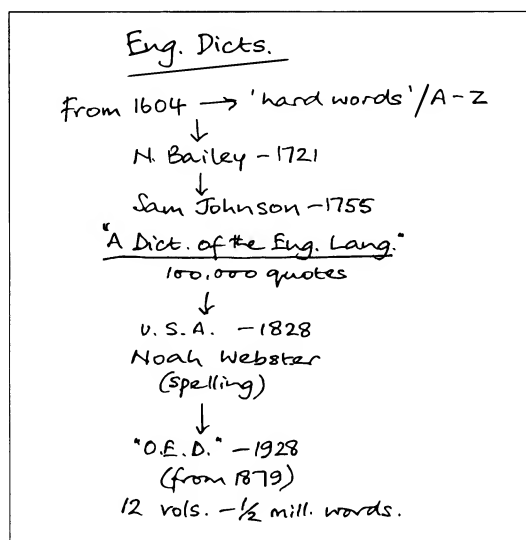 Eng. Dicts.
From 1604 → 'hard words'/A-Z
↓
N. Bailey - 1721
↓
Sam Johnson - 1755
"A Dict. of the Eng. Lang."
100,000 quotes
↓
U.S.A. - 1828
Noah Webster
(spelling)
↓
"O.E.D." - 1928
(from 1879)
12 vols. - ½ mill. words.